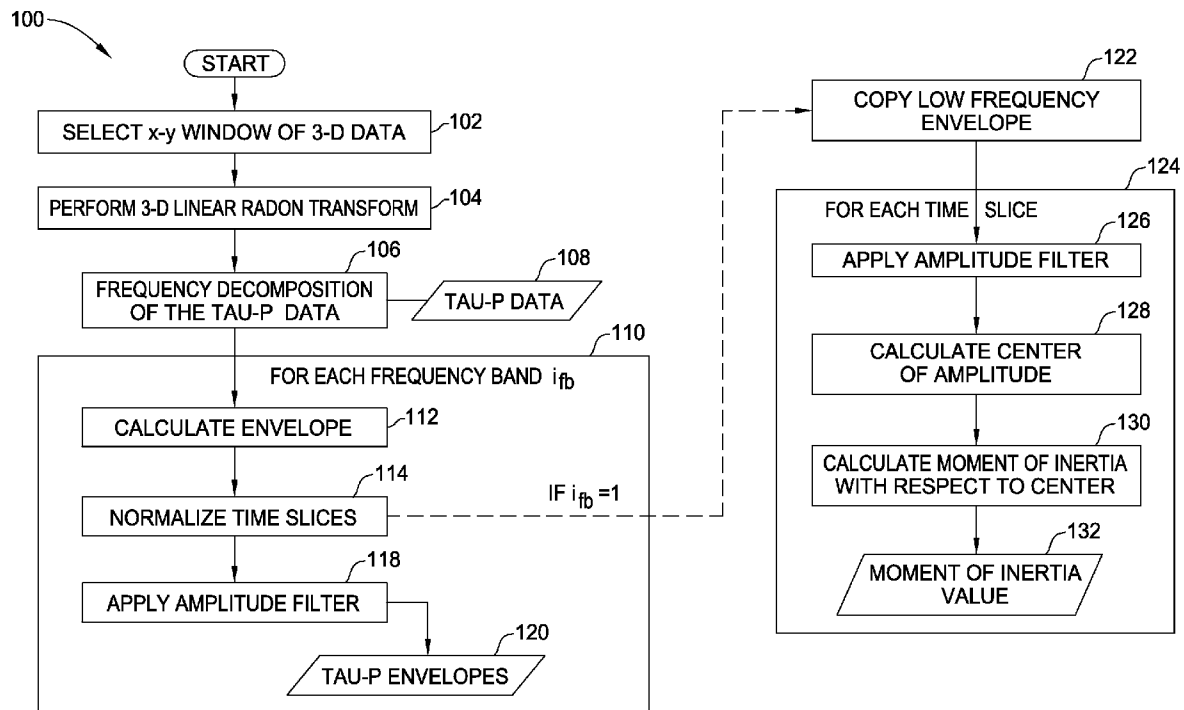 100
START
SELECT x-y WINDOW OF 3-D DATA
102
PERFORM 3-D LINEAR RADON TRANSFORM
104
106
FREQUENCY DECOMPOSITION
OF THE TAU-P DATA
108
TAU-P DATA
110
FOR EACH FREQUENCY BAND ifb
CALCULATE ENVELOPE
112
114
NORMALIZE TIME SLICES
IF ifb =1
118
APPLY AMPLITUDE FILTER
120
TAU-P ENVELOPES
122
COPY LOW FREQUENCY
ENVELOPE
124
FOR EACH TIME SLICE
126
APPLY AMPLITUDE FILTER
128
CALCULATE CENTER
OF AMPLITUDE
130
CALCULATE MOMENT OF INERTIA
WITH RESPECT TO CENTER
132
MOMENT OF INERTIA
VALUE